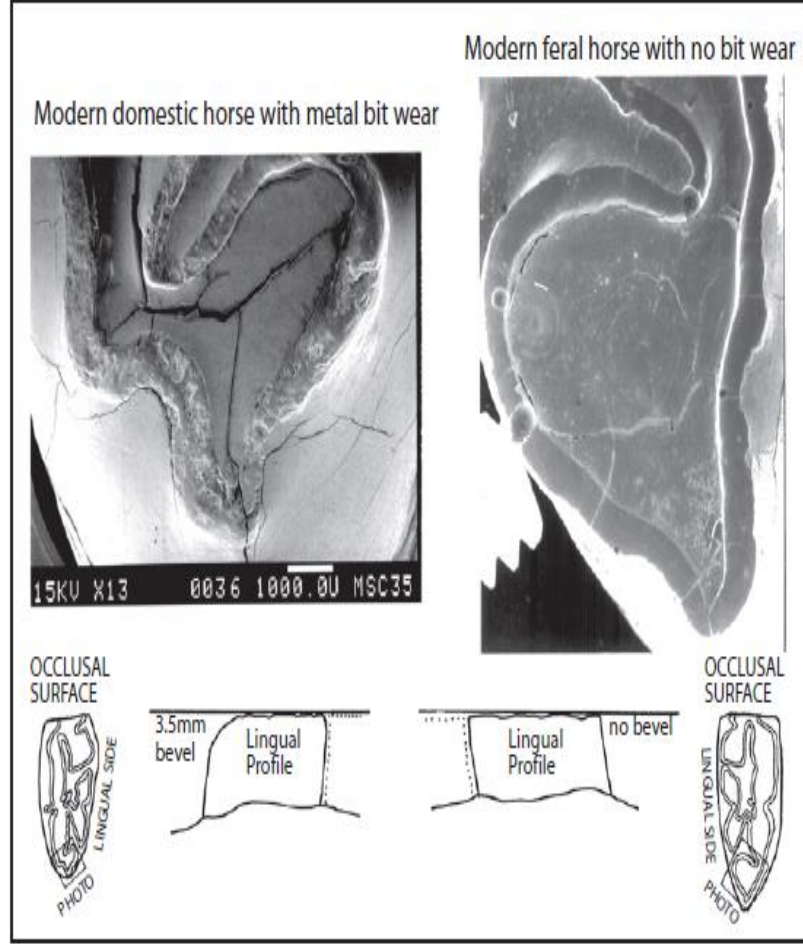 Modern feral horse with no bit wear
Modern domestic horse with metal bit wear
15KV X13 0036 1000.0U MSC35
OCCLUSAL
SURFACE
LINGUAL SIDE
PHOTO
3.5mm
bevel
Lingual
Profile
Lingual
Profile
no bevel
OCCLUSAL
SURFACE
LINGUAL SIDE
PHOTO